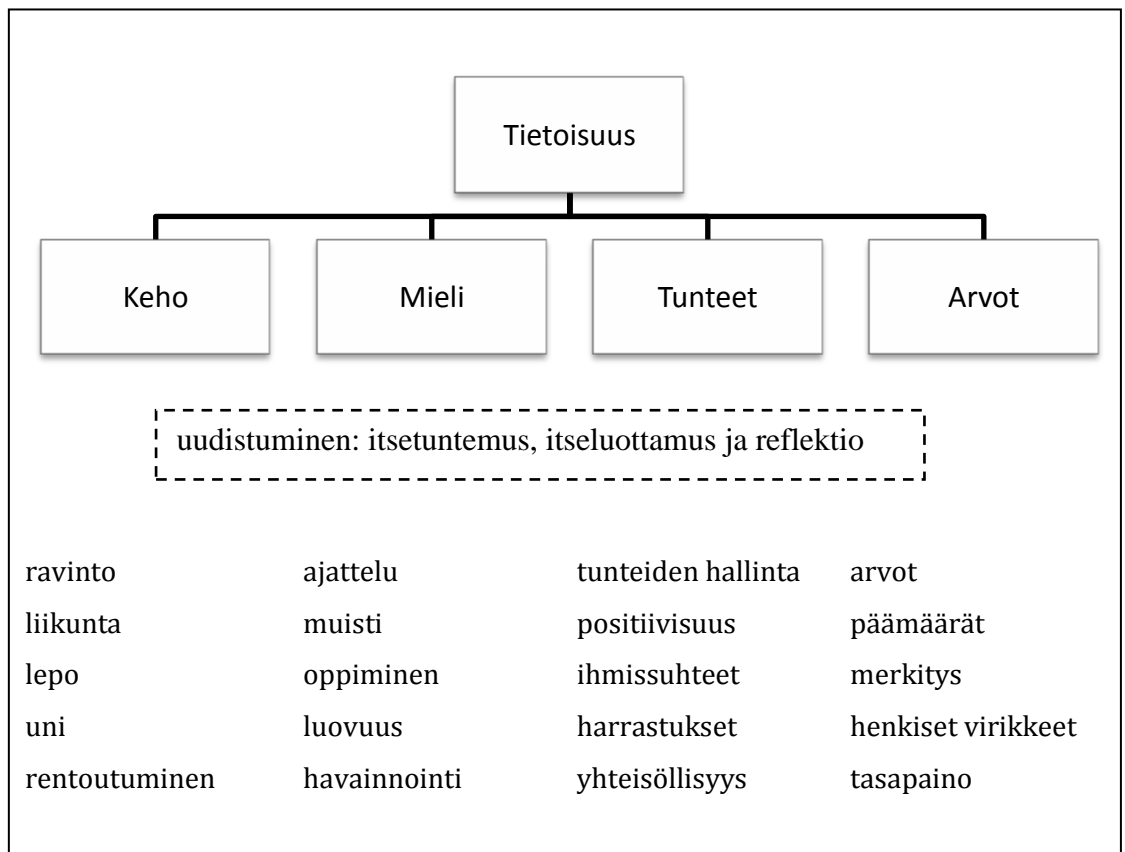 Tietoisuus
Keho Mieli Tunteet Arvot
uudistuminen: itsetuntemus, itseluottamus ja reflektio
ravinto ajattelu tunteiden hallinta arvot
liikunta muisti positiivisuus päämäärät
lepo oppiminen ihmissuhteet merkitys
uni luovuus harrastukset henkiset virikkeet
rentoutuminen havainnointi yhteisöllisyys tasapaino